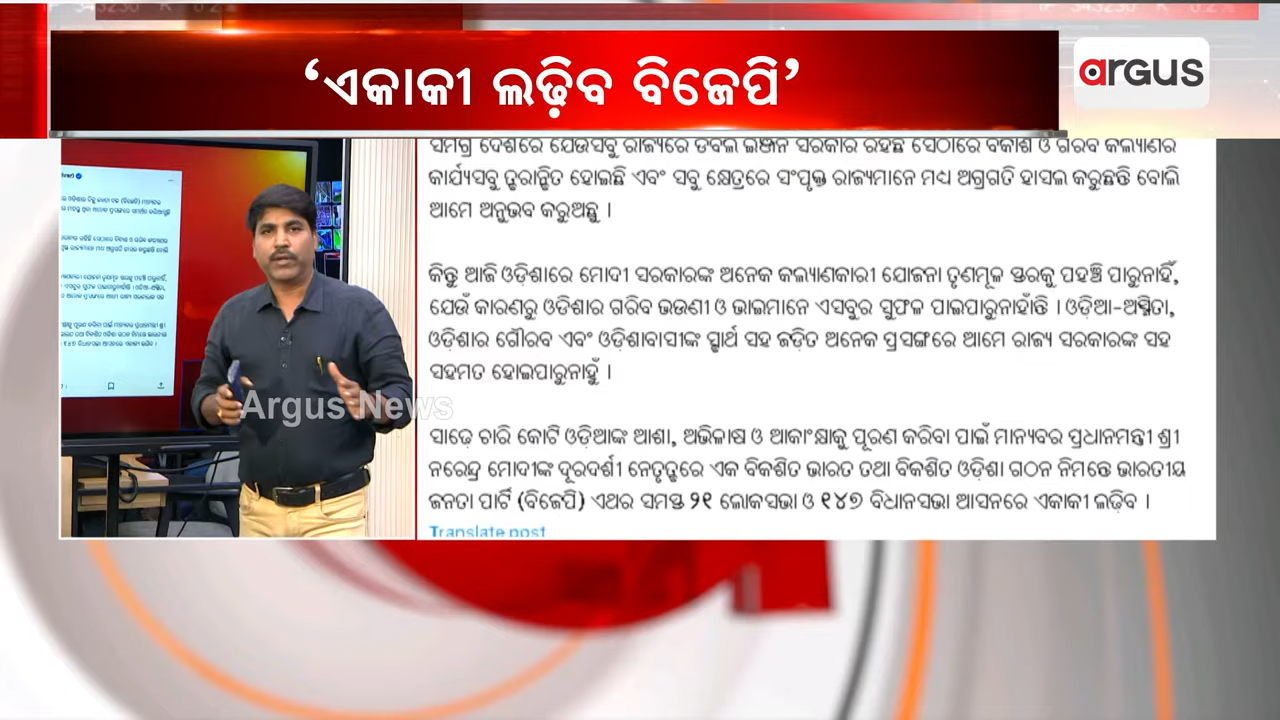 ‘ଏକାକୀ ଲଢ଼ିବ ବିଜେପି’
argus
ସମଗ୍ର ଦେଶରେ ଯେଉଁସବୁ ରାଜ୍ୟରେ ଡବଲ ଇଞ୍ଜିନ ସରକାର ରହିଛି ସେଠାରେ ବିକାଶ ଓ ଗରିବ କଲ୍ୟାଣର
କାର୍ଯ୍ୟସବୁ ତ୍ୱରାନ୍ୱିତ ହୋଇଛି ଏବଂ ସବୁ କ୍ଷେତ୍ରରେ ସଂପୃକ୍ତ ରାଜ୍ୟମାନେ ମଧ୍ୟ ଅଗ୍ରଗତି ହାସଲ କରୁଛନ୍ତି ବୋଲି
ଆମେ ଅନୁଭବ କରୁଅଛୁ ।
କିନ୍ତୁ ଆଜି ଓଡ଼ିଶାରେ ମୋଦୀ ସରକାରଙ୍କ ଅନେକ କଲ୍ୟାଣକାରୀ ଯୋଜନା ତୃଣମୂଳ ସ୍ତରକୁ ପହଞ୍ଚି ପାରୁନାହିଁ,
ଯେଉଁ କାରଣରୁ ଓଡିଶାର ଗରିବ ଭଉଣୀ ଓ ଭାଇମାନେ ଏସବୁର ସୁଫଳ ପାଇପାରୁନାହାଁନ୍ତି । ଓଡ଼ିଆ-ଅସ୍ମିତା,
ଓଡ଼ିଶାର ଗୌରବ ଏବଂ ଓଡ଼ିଶାବାସୀଙ୍କ ସ୍ୱାର୍ଥ ସହ ଜଡ଼ିତ ଅନେକ ପ୍ରସଙ୍ଗରେ ଆମେ ରାଜ୍ୟ ସରକାରଙ୍କ ସହ
ସହମତ ହୋଇପାରୁନାହୁଁ ।
Argus News
ସାଢ଼େ ଚାରି କୋଟି ଓଡ଼ିଆଙ୍କ ଆଶା, ଅଭିଳାଷ ଓ ଆକାଂକ୍ଷାକୁ ପୂରଣ କରିବା ପାଇଁ ମାନ୍ୟବର ପ୍ରଧାନମନ୍ତ୍ରୀ ଶ୍ରୀ
ନରେନ୍ଦ୍ର ମୋଦୀଙ୍କ ଦୂରଦର୍ଶୀ ନେତୃତ୍ୱରେ ଏକ ବିକଶିତ ଭାରତ ତଥା ବିକଶିତ ଓଡ଼ିଶା ଗଠନ ନିମନ୍ତେ ଭାରତୀୟ
ଜନତା ପାର୍ଟି (ବିଜେପି) ଏଥର ସମସ୍ତ ୨୧ ଲୋକସଭା ଓ ୧୪୭ ବିଧାନସଭା ଆସନରେ ଏକାକୀ ଲଢ଼ିବ ।
Translate post